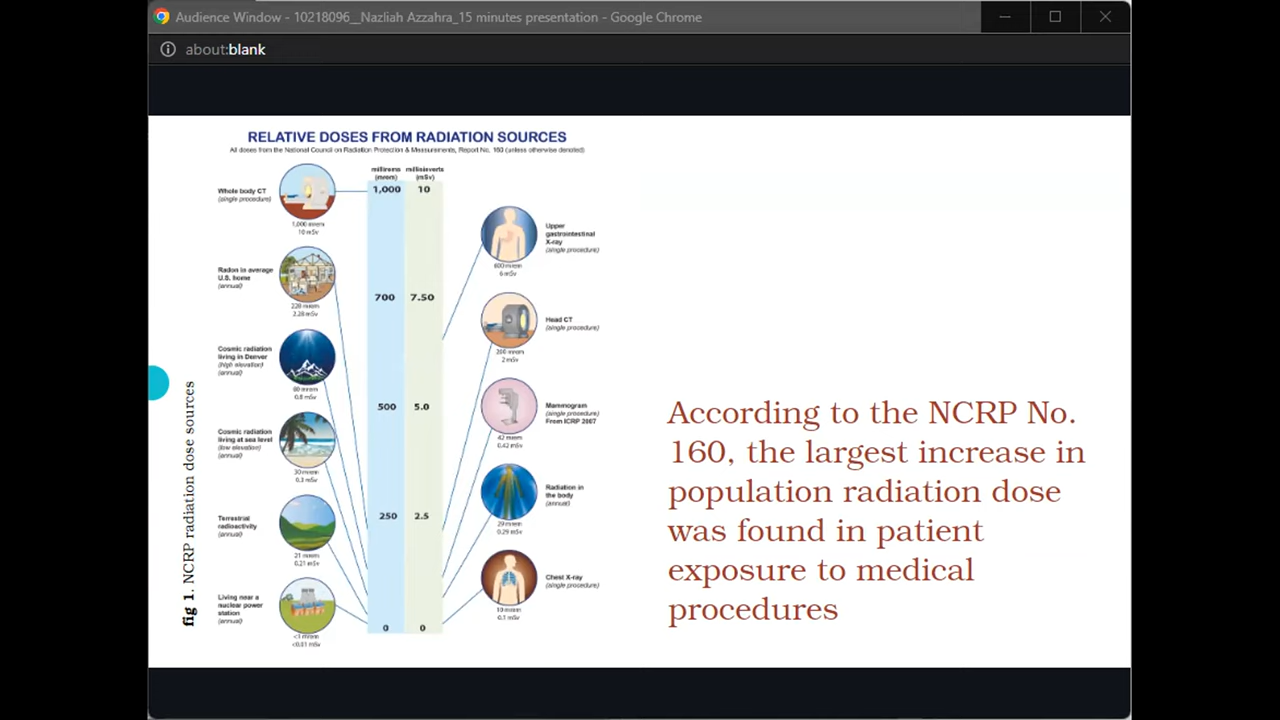 Audience Window - 10218096__Nazliah Azzahra_15 minutes presentation - Google Chrome
about:blank
RELATIVE DOSES FROM RADIATION SOURCES
All doses from the National Council on Radiation Protection & Measurements, Report No. 160 (unless otherwise denoted)
millirems millisieverts
(mrem) (mSv)
1,000 10
700 7.50
500 5.0
250 2.5
0 0
Whole body CT
(single procedure)
1,000 mrem
10 mSv
Radon in average
U.S. home
(annual)
228 mrem
2.28 mSv
Cosmic radiation
living in Denver
(high elevation)
(annual)
80 mrem
0.8 mSv
Cosmic radiation
living at sea level
(low elevation)
(annual)
30 mrem
0.3 mSv
Terrestrial
radioactivity
(annual)
21 mrem
0.21 mSv
Living near a
nuclear power
station
(annual)
<1 mrem
<0.01 mSv
Upper
gastrointestinal
X-ray
(single procedure)
600 mrem
6 mSv
Head CT
(single procedure)
200 mrem
2 mSv
Mammogram
(single procedure)
From ICRP 2007
42 mrem
0.42 mSv
Radiation in
the body
(annual)
29 mrem
0.29 mSv
Chest X-ray
(single procedure)
10 mrem
0.1 mSv
fig 1. NCRP radiation dose sources
According to the NCRP No.
160, the largest increase in
population radiation dose
was found in patient
exposure to medical
procedures